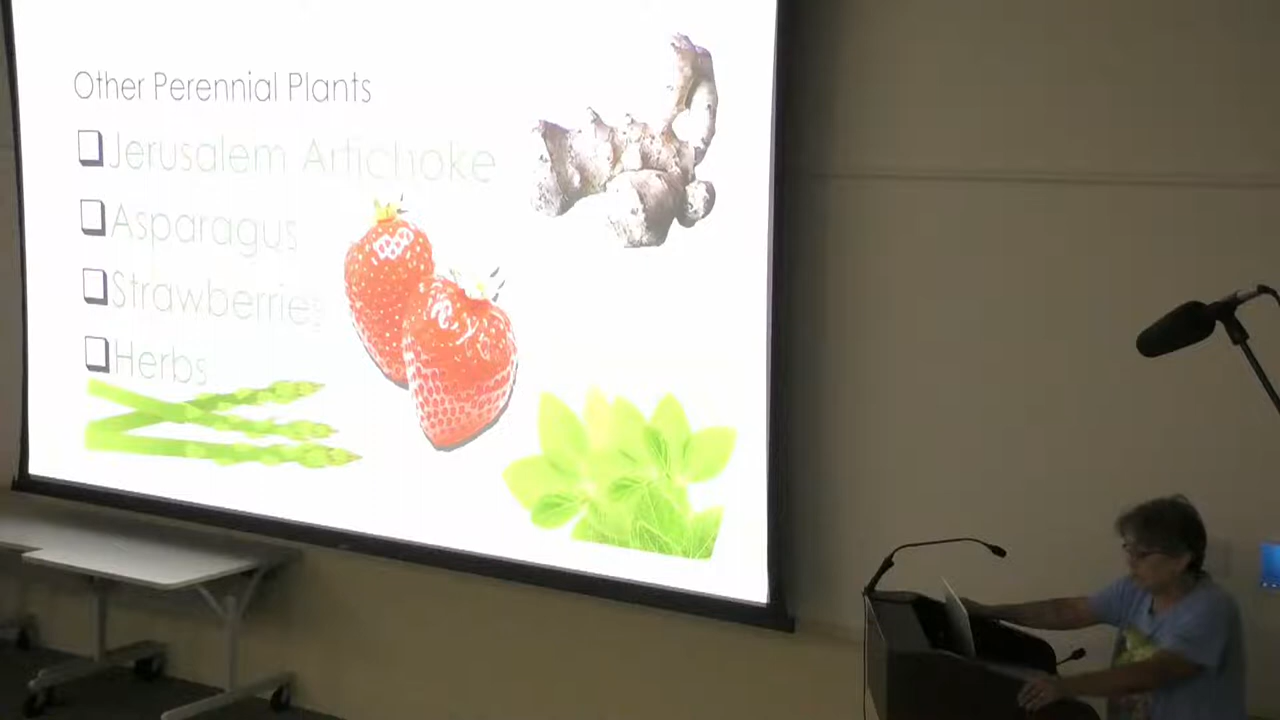 Other Perennial Plants
Jerusalem Artichoke
Asparagus
Strawberries
Herbs